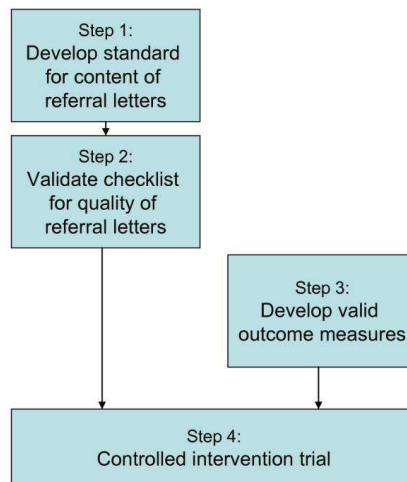 Step 1:
Develop standard
for content of
referral letters
Step 2:
Validate checklist
for quality of
referral letters
Step 3:
Develop valid
outcome measures
Step 4:
Controlled intervention trial